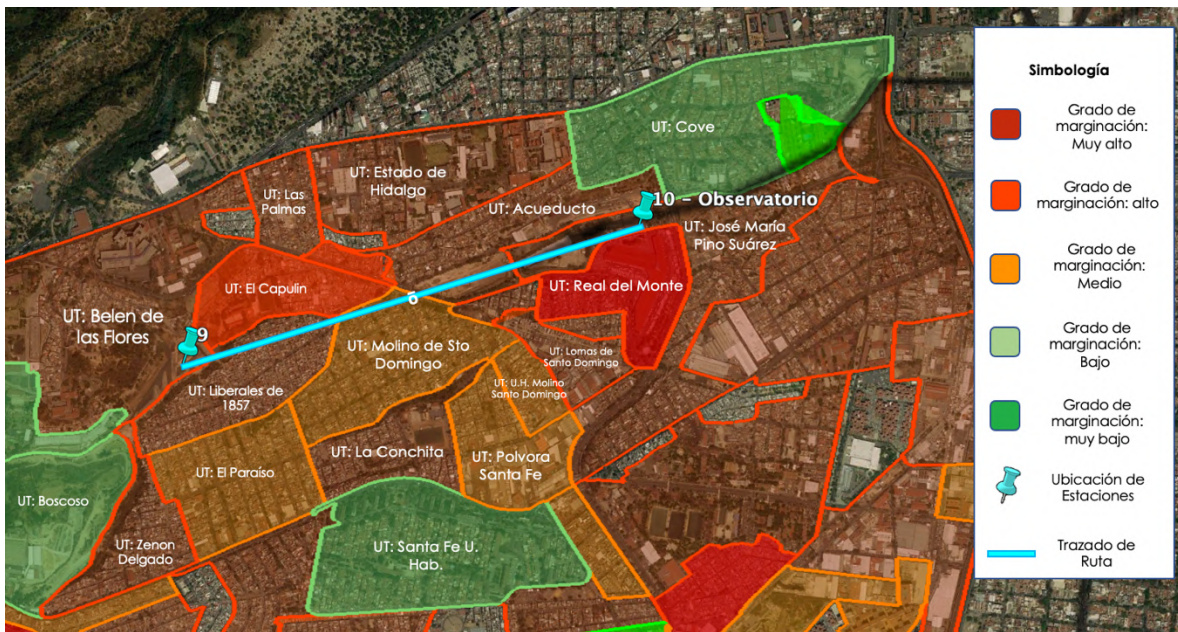 UT: Cove
UT: Estado de
Hidalgo
UT: Las
Palmas
UT: Acueducto
10 - Observatorio
UT: José María
Pino Suárez
UT: El Capulin
UT: Real del Monte
6
UT: Belen de
las Flores
9
UT: Molino de Sto
Domingo
UT: Lomas de
Santo Domingo
UT: Liberales de
1857
UT: U.H. Molino
Santo Domingo
UT: La Conchita
UT: Polvora
Santa Fe
UT: El Paraíso
UT: Boscoso
UT: Zenon
Delgado
UT: Santa Fe U.
Hab.
Simbología
Grado de
marginación:
Muy alto
Grado de
marginación: alto
Grado de
marginación:
Medio
Grado de
marginación:
Bajo
Grado de
marginación:
muy bajo
Ubicación de
Estaciones
Trazado de
Ruta